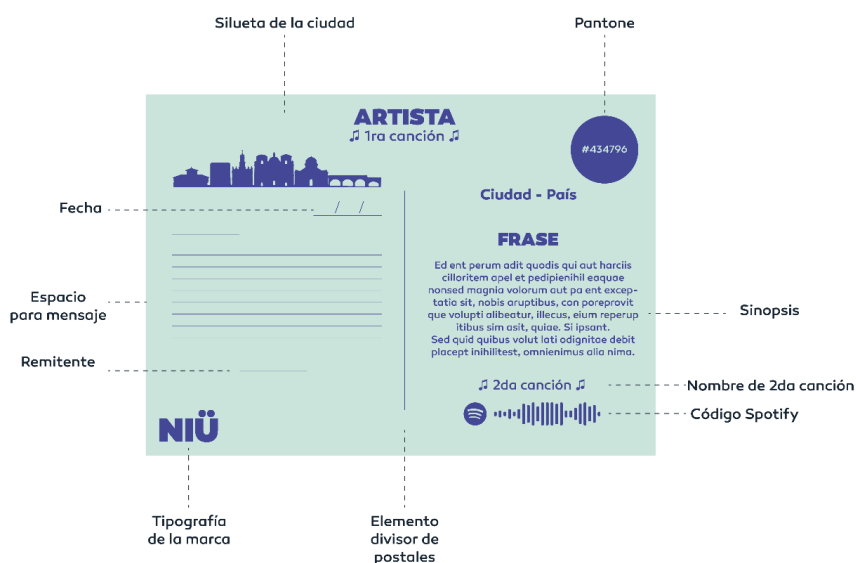 Silueta de la ciudad
Pantone
ARTISTA
♫ 1ra canción ♫
#434796
Ciudad - País
Fecha
/ /
FRASE
Ed ent perum adit quodis qui aut harciis
cilloritem apel et pedipienihil eaquae
nonsed magnia volorum aut pa ent excep-
tatia sit, nobis aruptibus, con poreprovit
que volupti alibeatur, illecus, eium reperup
itibus sim asit, quiae. Si ipsant.
Sed quid quibus volut lati odignitae debit
placept inihilitest, omnienimus alia nima.
Espacio
para mensaje
Sinopsis
Remitente
♫ 2da canción ♫
Nombre de 2da canción
Código Spotify
NIÜ
Tipografía
de la marca
Elemento
divisor de
postales